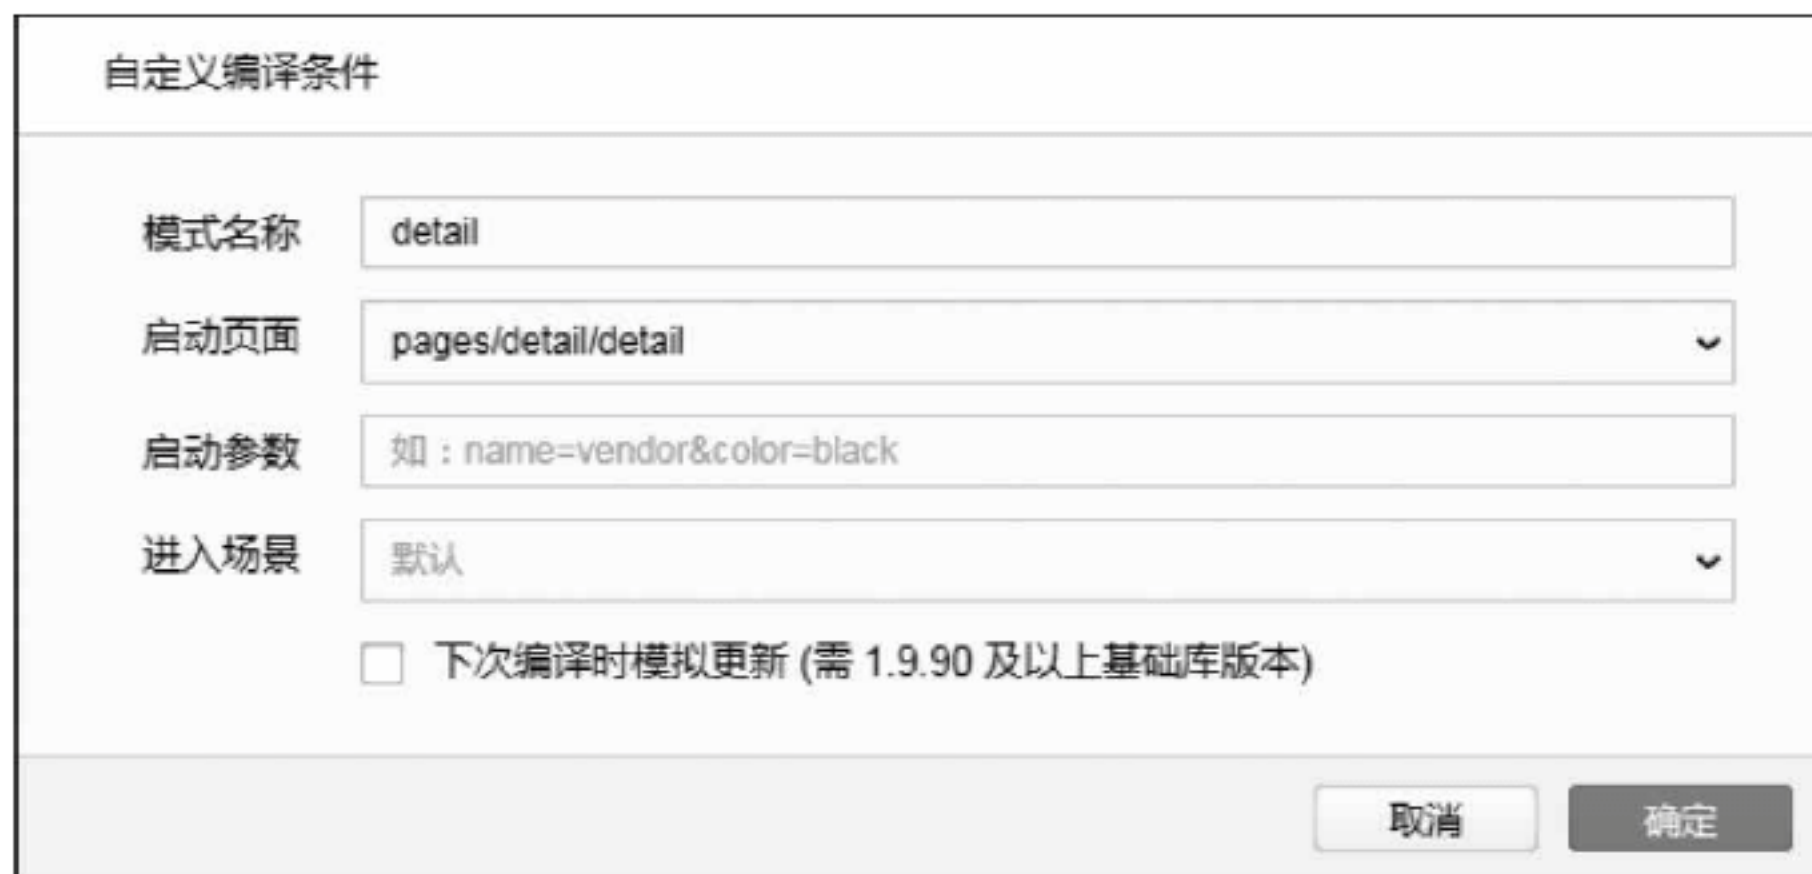 自定义编译条件
模式名称 detail
启动页面 pages/detail/detail
启动参数 如：name=vendor&color=black
进入场景 默认
下次编译时模拟更新 (需 1.9.90 及以上基础库版本)
取消 确定